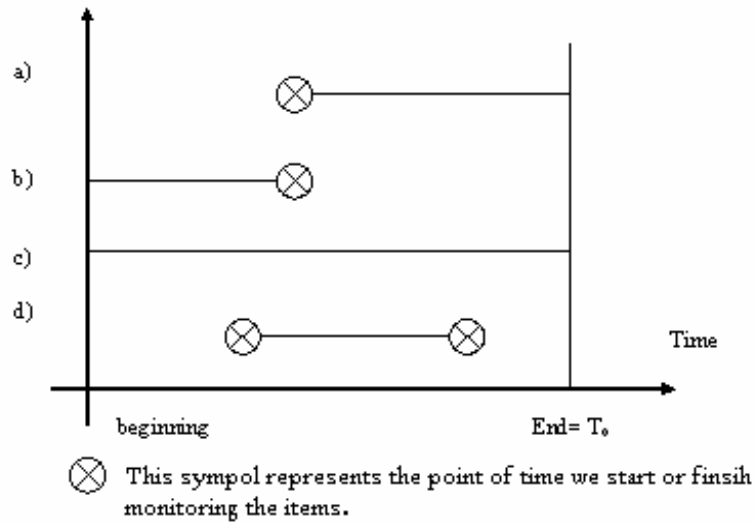 a)
b)
c)
d)
Time
beginning
End= T₀
This sympol represents the point of time we start or finsih
monitoring the items.